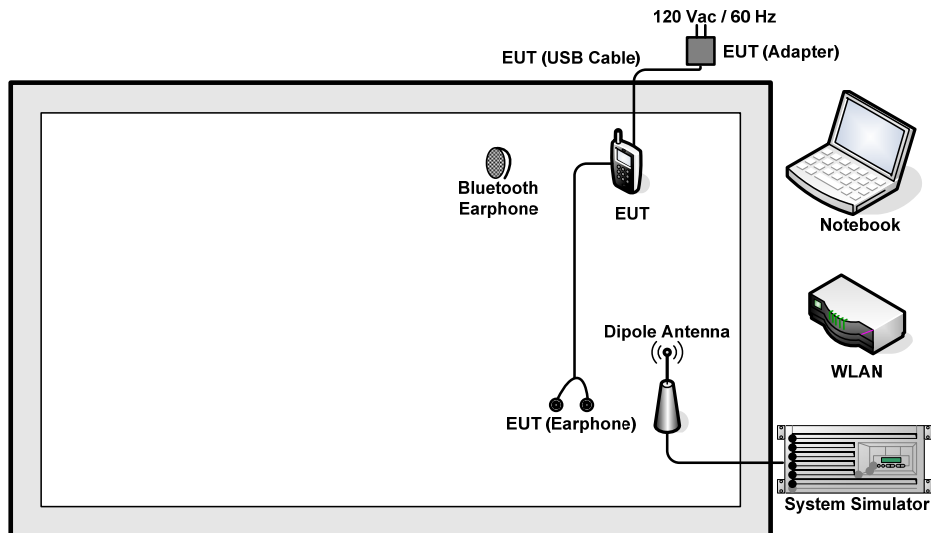 120 Vac / 60 Hz
EUT (USB Cable)
EUT (Adapter)
Bluetooth
Earphone
EUT
Notebook
Dipole Antenna
WLAN
EUT (Earphone)
System Simulator